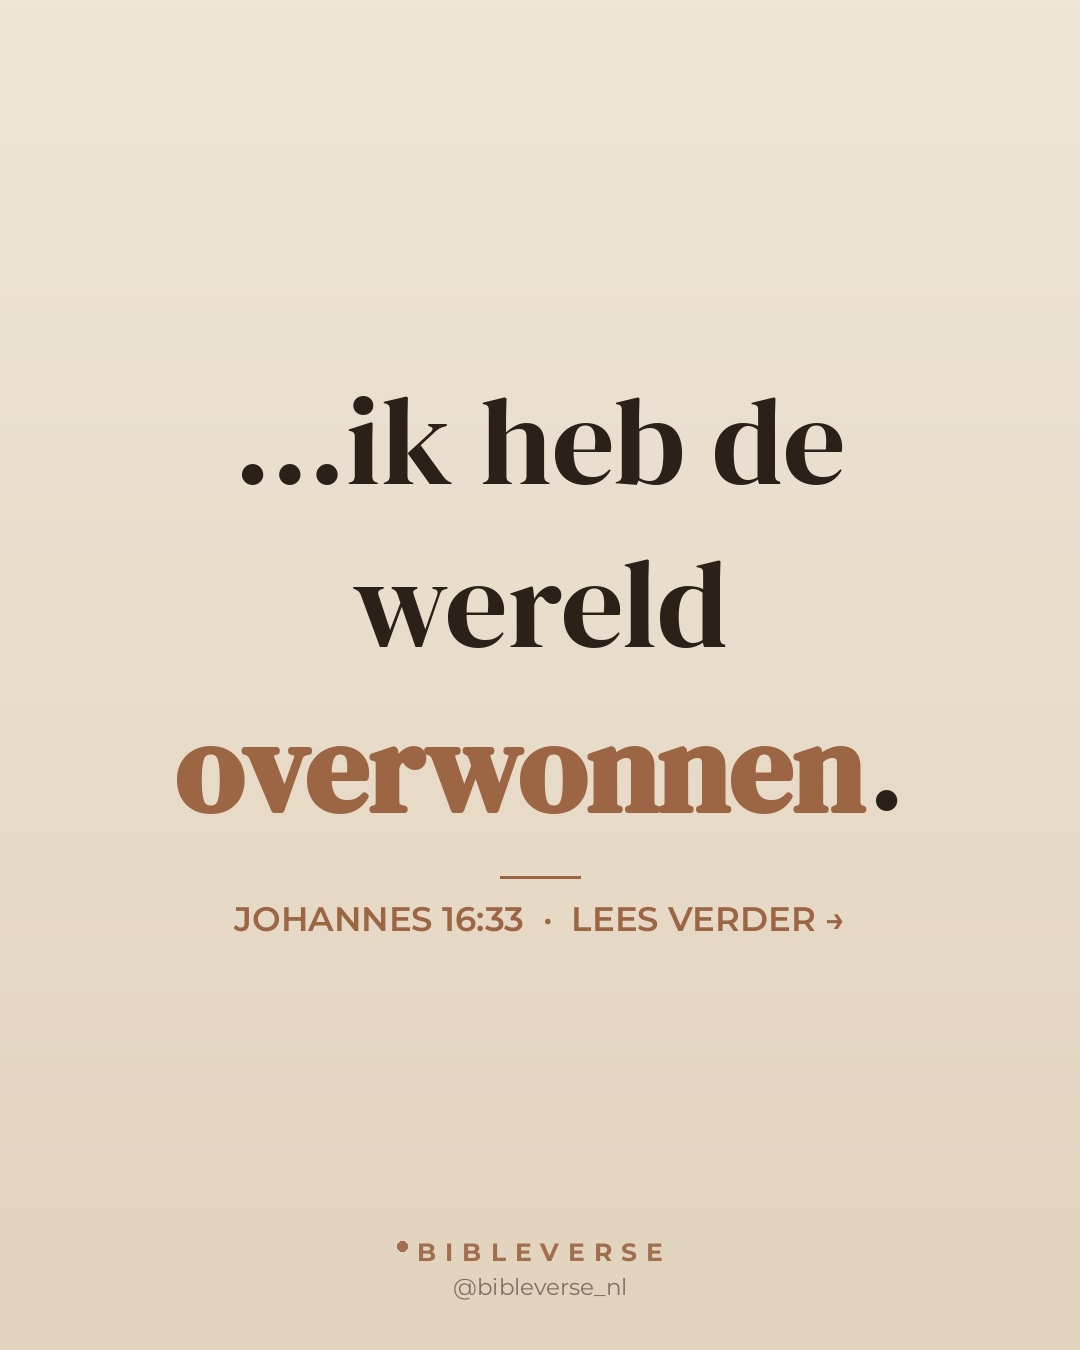 ...ik heb de
wereld
overwonnen.
JOHANNES 16:33 · LEES VERDER →
BIBLEVERSE
@bibleverse_nl